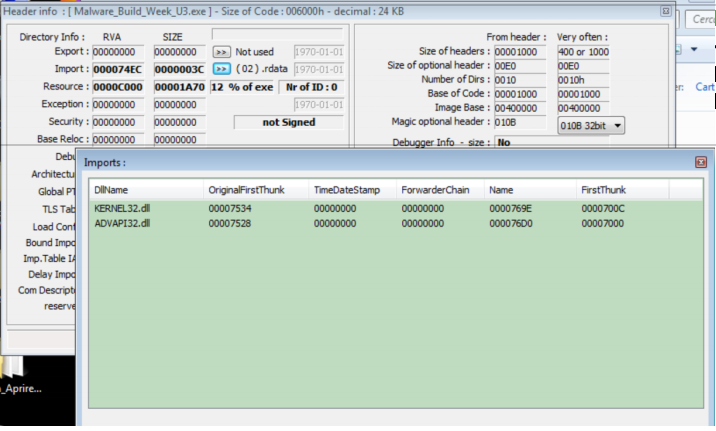 Header info : [ Malware_Build_Week_U3.exe ] - Size of Code : 006000h - decimal : 24 KB
Directory Info : RVA SIZE
Export : 00000000 00000000 >> Not used 1970-01-01
Import : 000074EC 0000003C >> ( 02 ) .rdata 1970-01-01
Resource : 0000C000 00001A70 12 % of exe Nr of ID : 0
Exception : 00000000 00000000 1970-01-01
Security : 00000000 00000000 not Signed
Base Reloc : 00000000 00000000
From header : Very often :
Size of headers : 00001000 400 or 1000
Size of optional header : 00E0 00E0
Number of Dirs : 0010 0010h
Base of Code : 00001000 00001000
Image Base : 00400000 00400000
Magic optional header : 010B 010B 32bit
Debugger Info - size : No
Cerc
er: Cart
Debu
Architectu
Global PT
TLS Tab
Load Conf
Bound Impo
Imp.Table IA
Delay Impo
Com Descripto
reserve
Imports :
DllName OriginalFirstThunk TimeDateStamp ForwarderChain Name FirstThunk
KERNEL32.dll 00007534 00000000 00000000 0000769E 0000700C
ADVAPI32.dll 00007528 00000000 00000000 000076D0 00007000
_Aprire...